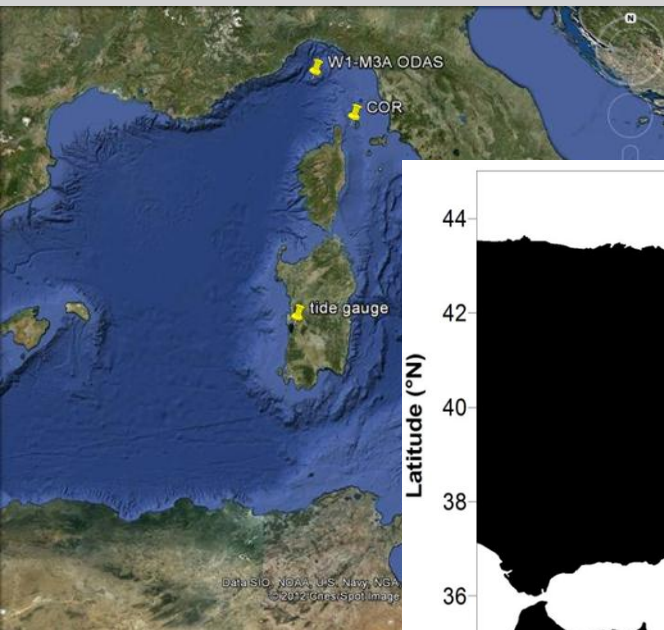 N
W1-M3A ODAS
COR
tide gauge
Data SIO, NOAA, U.S. Navy, NGA
© 2012 Cnes/Spot Image
Latitude (°N)
44
42
40
38
36